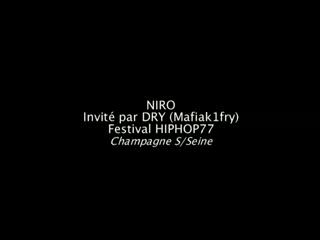 NIRO
Invité par DRY (Mafiak1fry)
Festival HIPHOP77
Champagne S/Seine